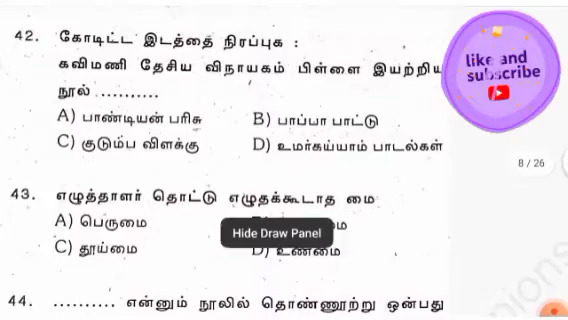 42. கோடிட்ட இடத்தை நிரப்புக :
கவிமணி தேசிய விநாயகம் பிள்ளை இயற்றிய
நூல் ...........
A) பாண்டியன் பரிசு B) பாப்பா பாட்டு
C) குடும்ப விளக்கு D) உமர்கய்யாம் பாடல்கள்
like and
subscribe
8 / 26
43. எழுத்தாளர் தொட்டு எழுதக்கூடாத மை
A) பெருமை
Hide Draw Panel
C) தூய்மை D) உண்மை
44. .......... என்னும் நூலில் தொண்ணூற்று ஒன்பது